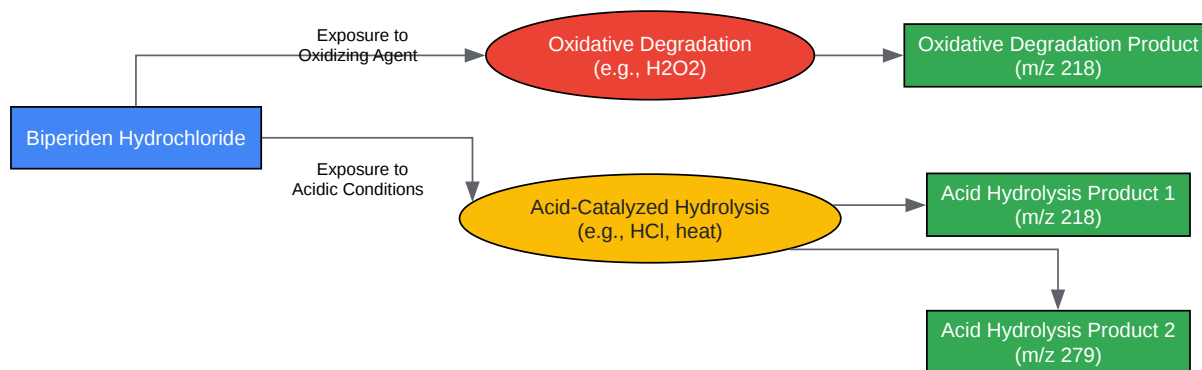 Exposure to
Oxidizing Agent
Oxidative Degradation
(e.g., H2O2)
Oxidative Degradation Product
(m/z 218)
Biperiden Hydrochloride
Exposure to
Acidic Conditions
Acid-Catalyzed Hydrolysis
(e.g., HCl, heat)
Acid Hydrolysis Product 1
(m/z 218)
Acid Hydrolysis Product 2
(m/z 279)